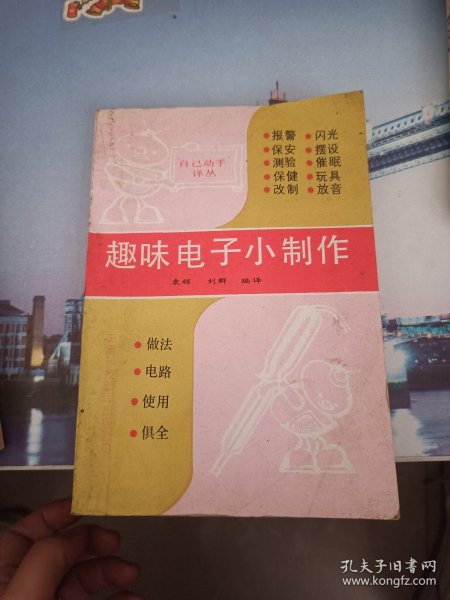 自己动手
译丛
●报警 ●闪光
●保安 ●摆设
●测验 ●催眠
●保健 ●玩具
●改制 ●放音
趣味电子小制作
袁辉 刘群 编译
●做法
●电路
●使用
●俱全
孔夫子旧书网
www.kongfz.com